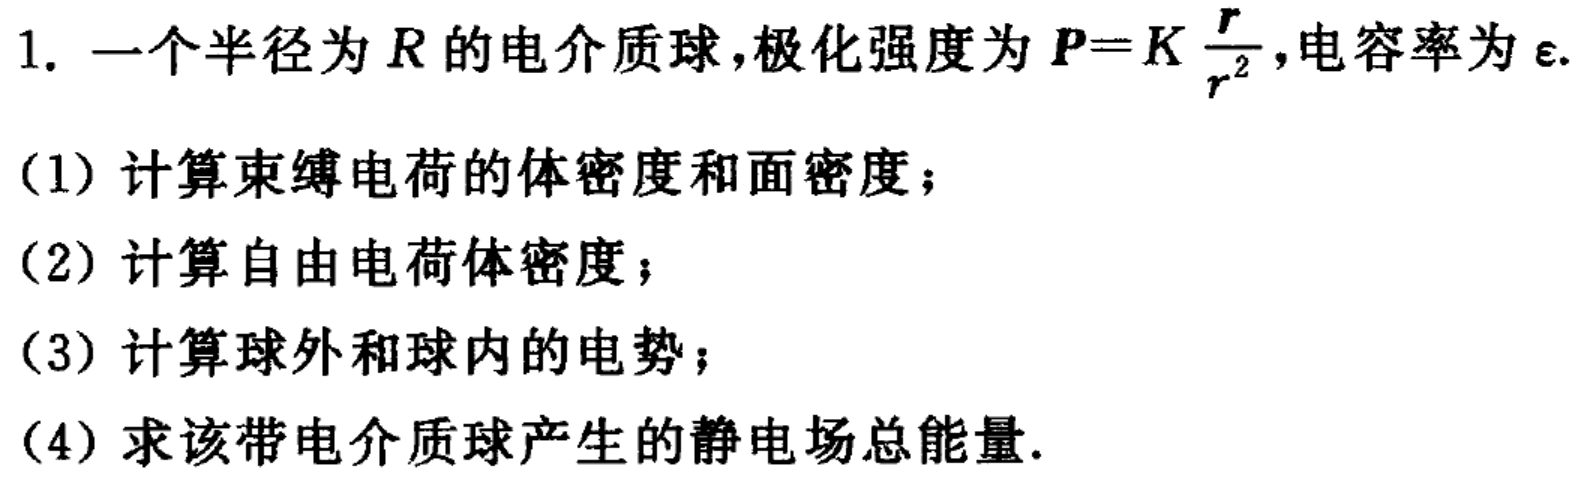 1. 一个半径为 R 的电介质球,极化强度为 P=K r/r²,电容率为 ε.
(1) 计算束缚电荷的体密度和面密度;
(2) 计算自由电荷体密度;
(3) 计算球外和球内的电势;
(4) 求该带电介质球产生的静电场总能量.